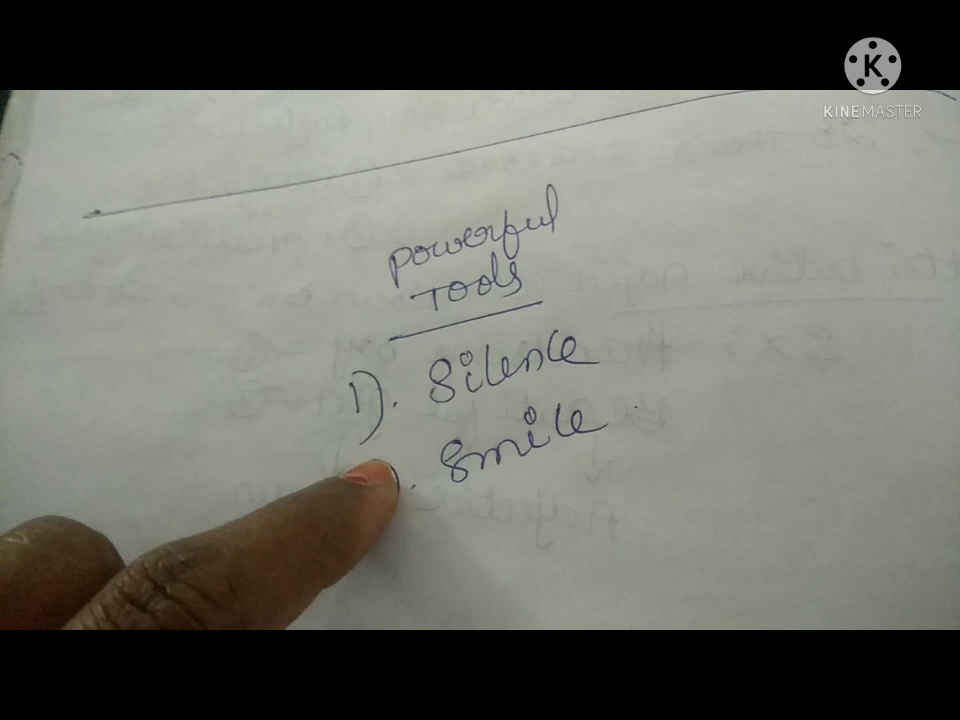 K
KINEMASTER
Powerful
Tools
1). Silence
). Smile